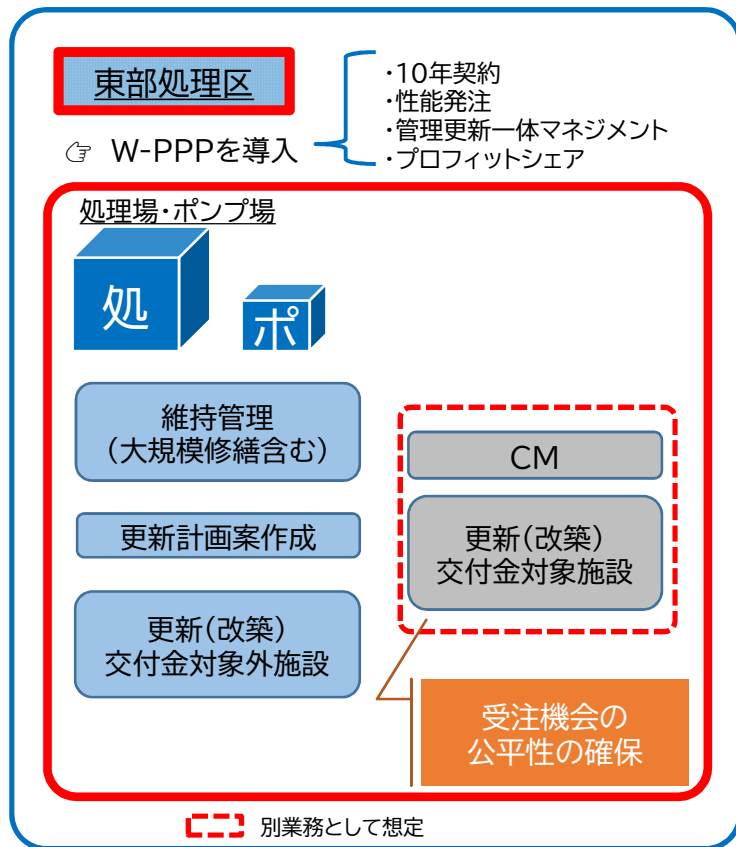 東部処理区
☞ W-PPPを導入
・10年契約
・性能発注
・管理更新一体マネジメント
・プロフィットシェア
処理場・ポンプ場
処
ポ
維持管理
（大規模修繕含む）
更新計画案作成
更新（改築）
交付金対象外施設
CM
更新（改築）
交付金対象施設
受注機会の
公平性の確保
別業務として想定